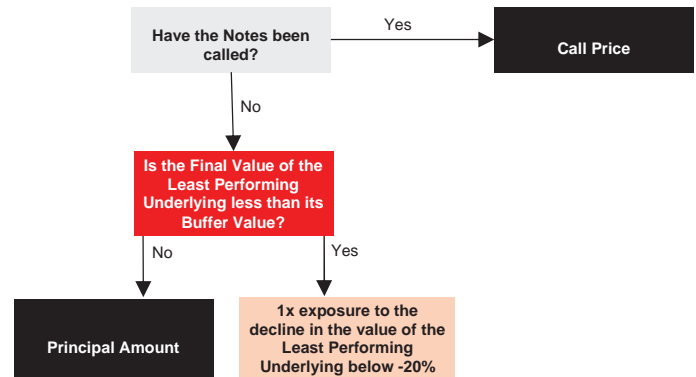 Have the Notes been
called?
Yes
Call Price
No
Is the Final Value of the
Least Performing
Underlying less than its
Buffer Value?
No
Yes
Principal Amount
1x exposure to the
decline in the value of the
Least Performing
Underlying below -20%